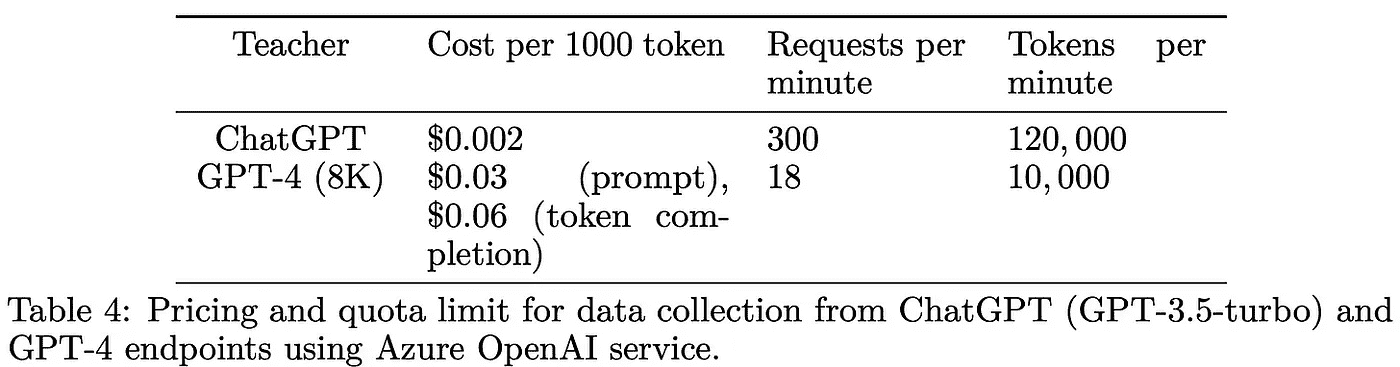 Teacher Cost per 1000 token Requests per Tokens per
minute minute
ChatGPT $0.002 300 120,000
GPT-4 (8K) $0.03 (prompt), 18 10,000
$0.06 (token com-
pletion)
Table 4: Pricing and quota limit for data collection from ChatGPT (GPT-3.5-turbo) and
GPT-4 endpoints using Azure OpenAI service.